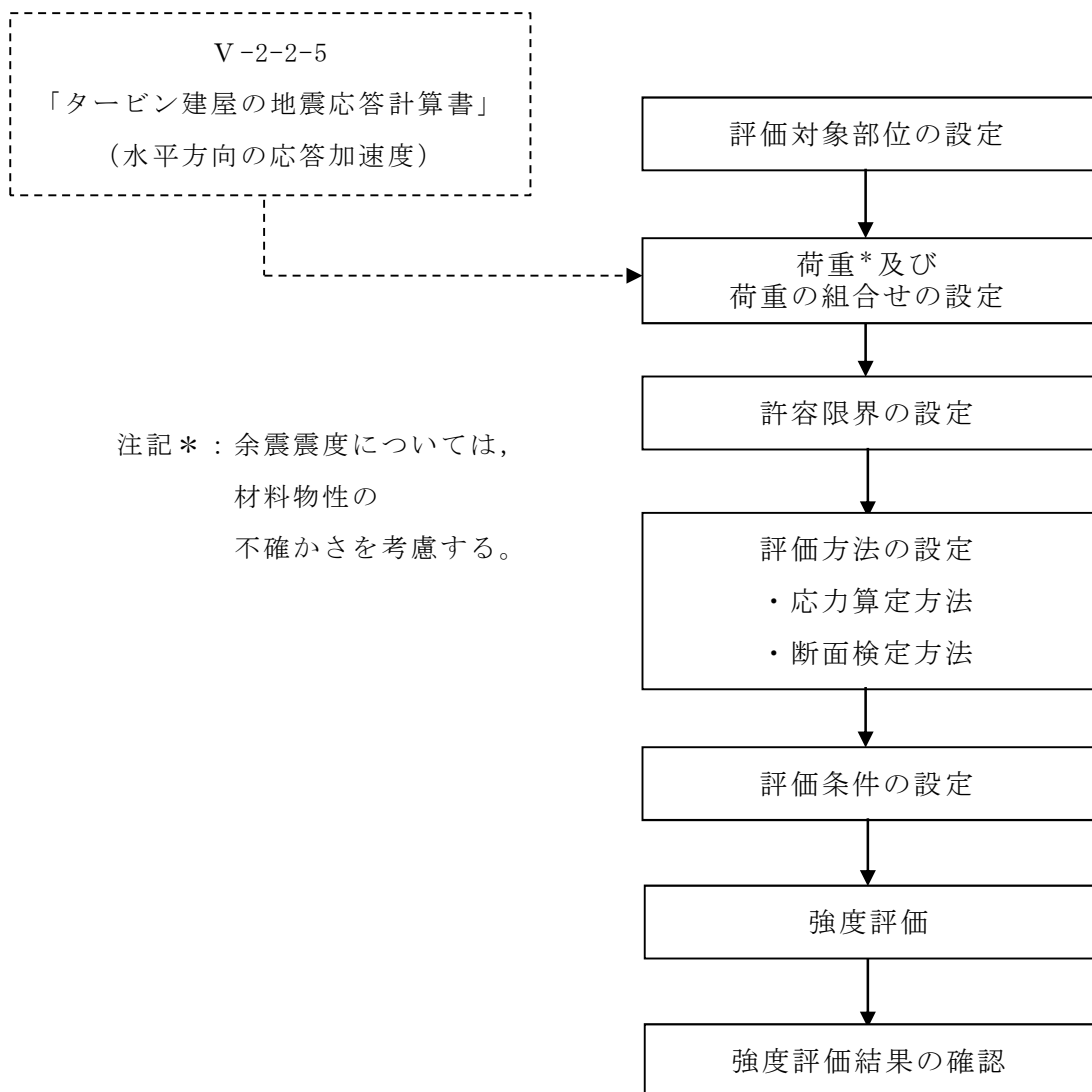 Ⅴ-2-2-5
「タービン建屋の地震応答計算書」
（水平方向の応答加速度）
評価対象部位の設定
荷重*及び
荷重の組合せの設定
許容限界の設定
注記＊：余震震度については，
材料物性の
不確かさを考慮する。
評価方法の設定
・応力算定方法
・断面検定方法
評価条件の設定
強度評価
強度評価結果の確認